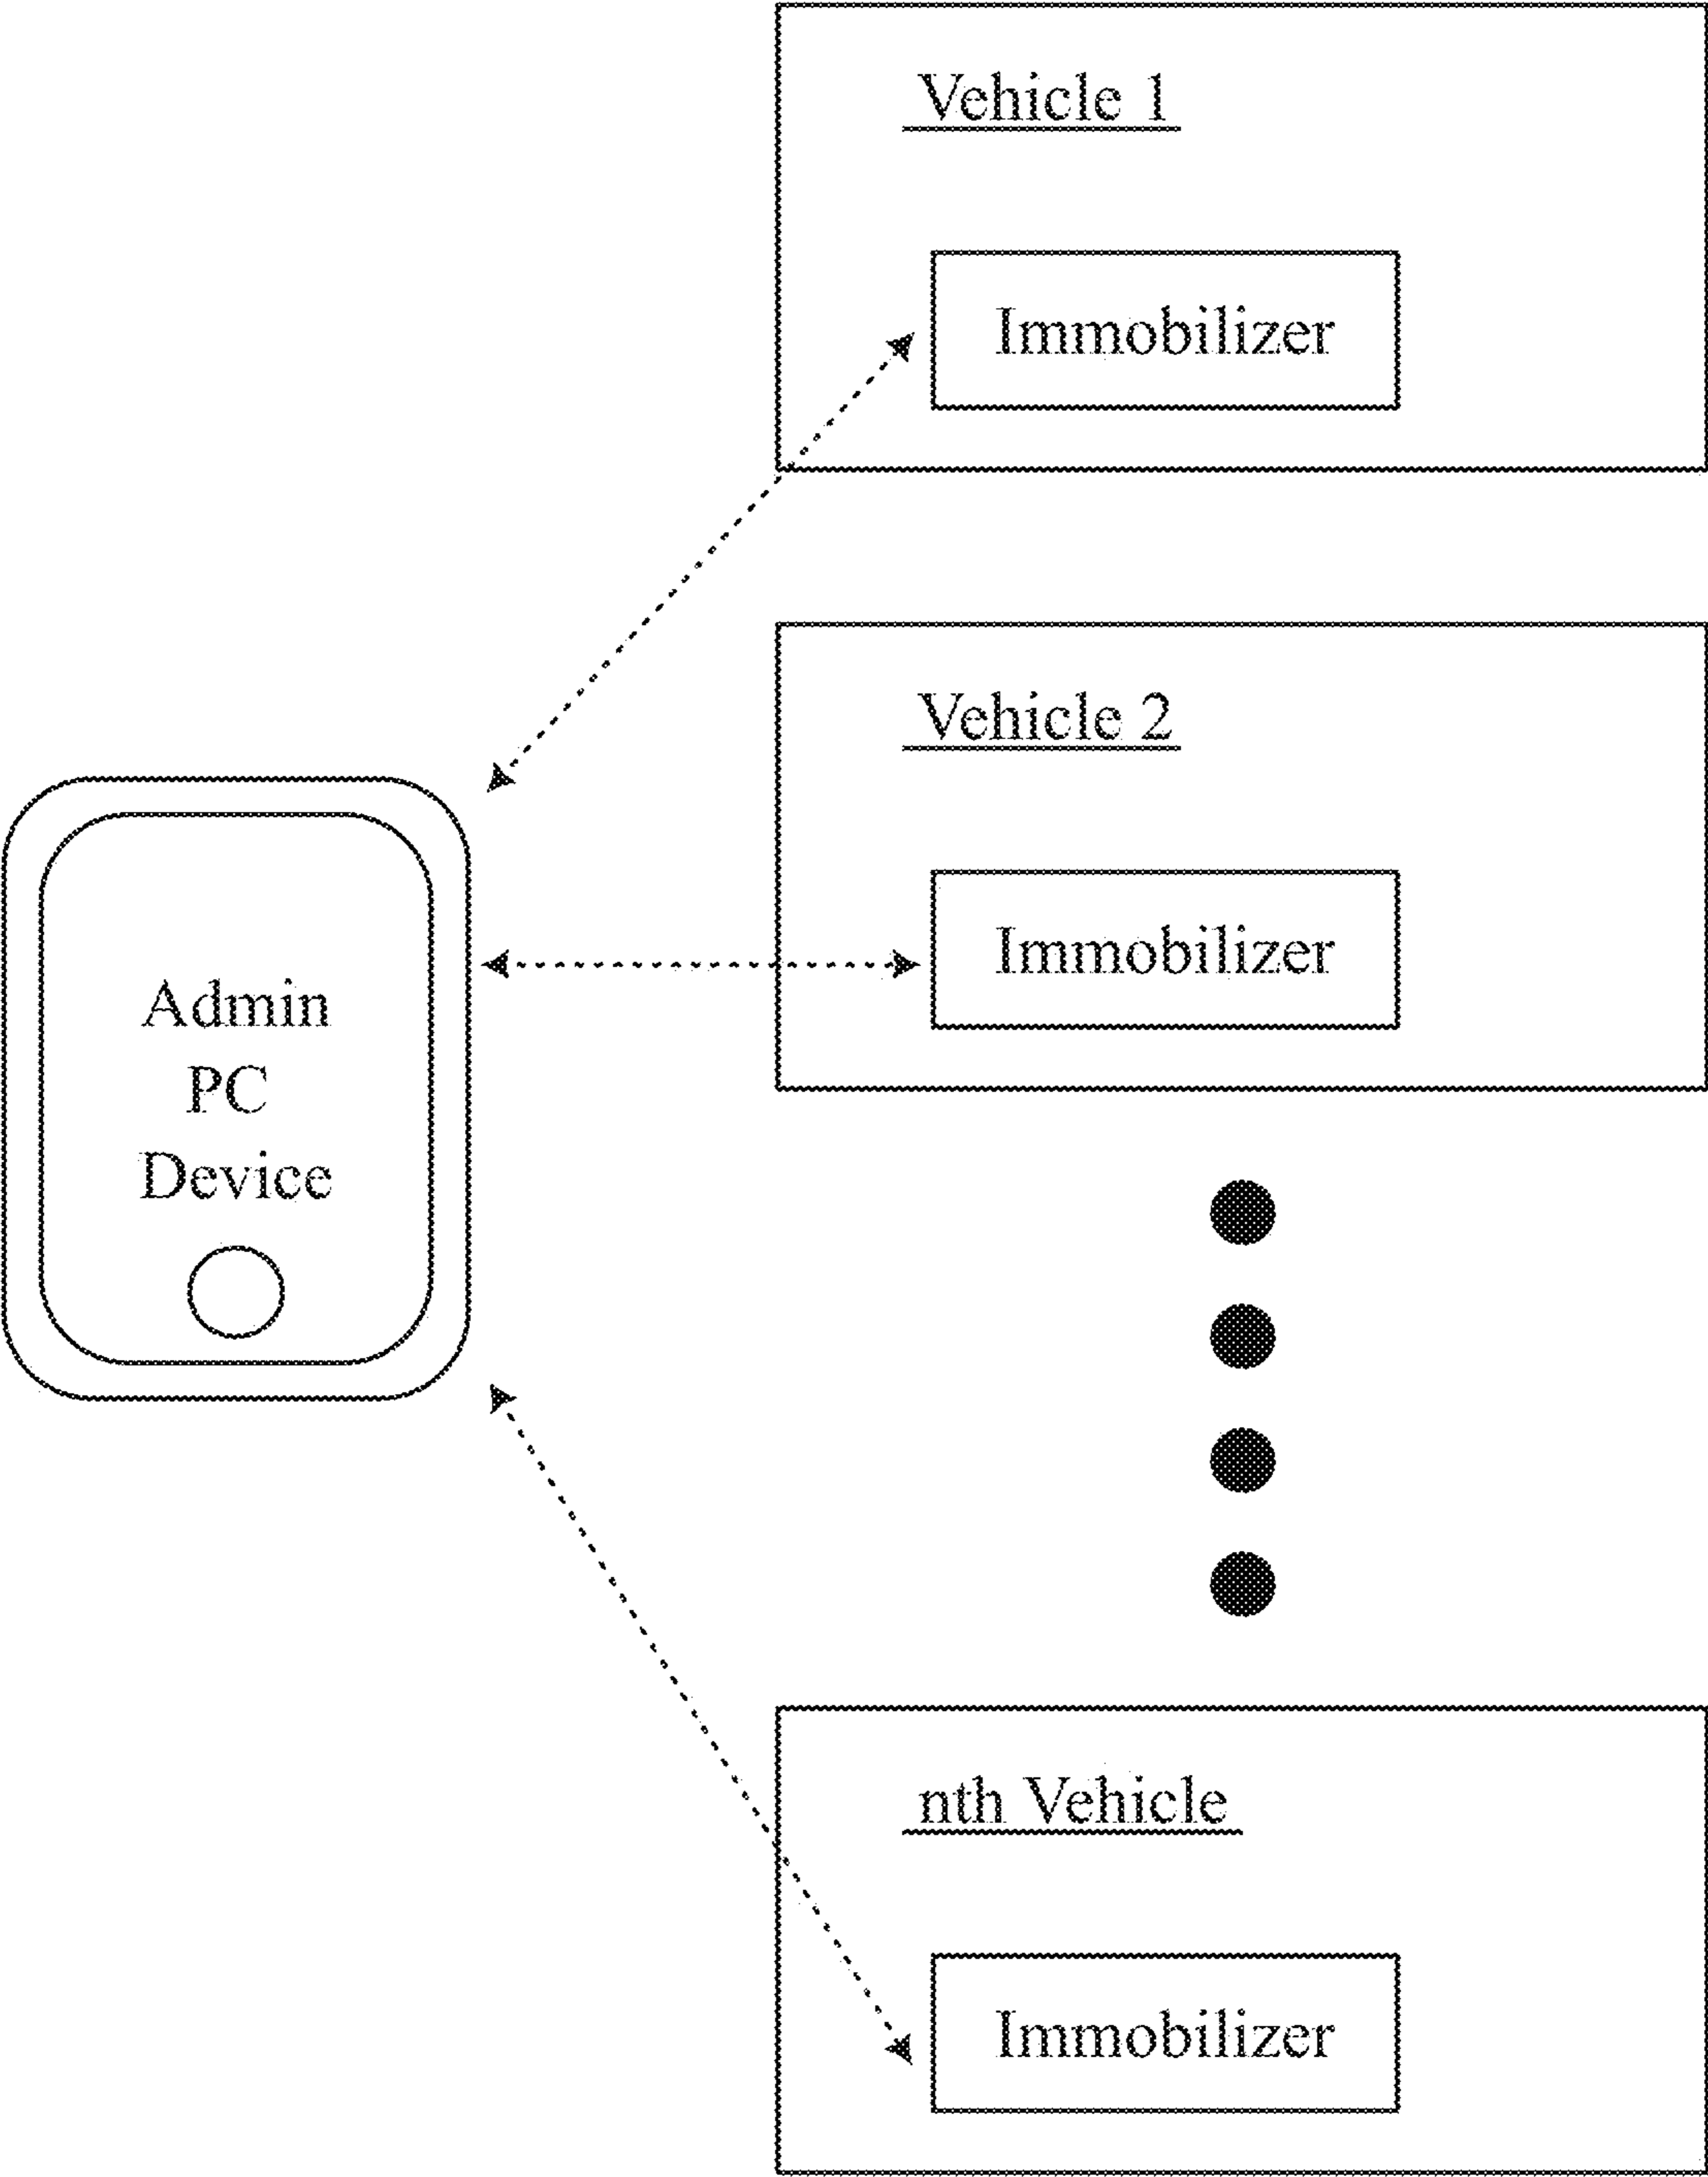 Vehicle 1
Immobilizer
Vehicle 2
Immobilizer
Admin
PC
Device
nth Vehicle
Immobilizer